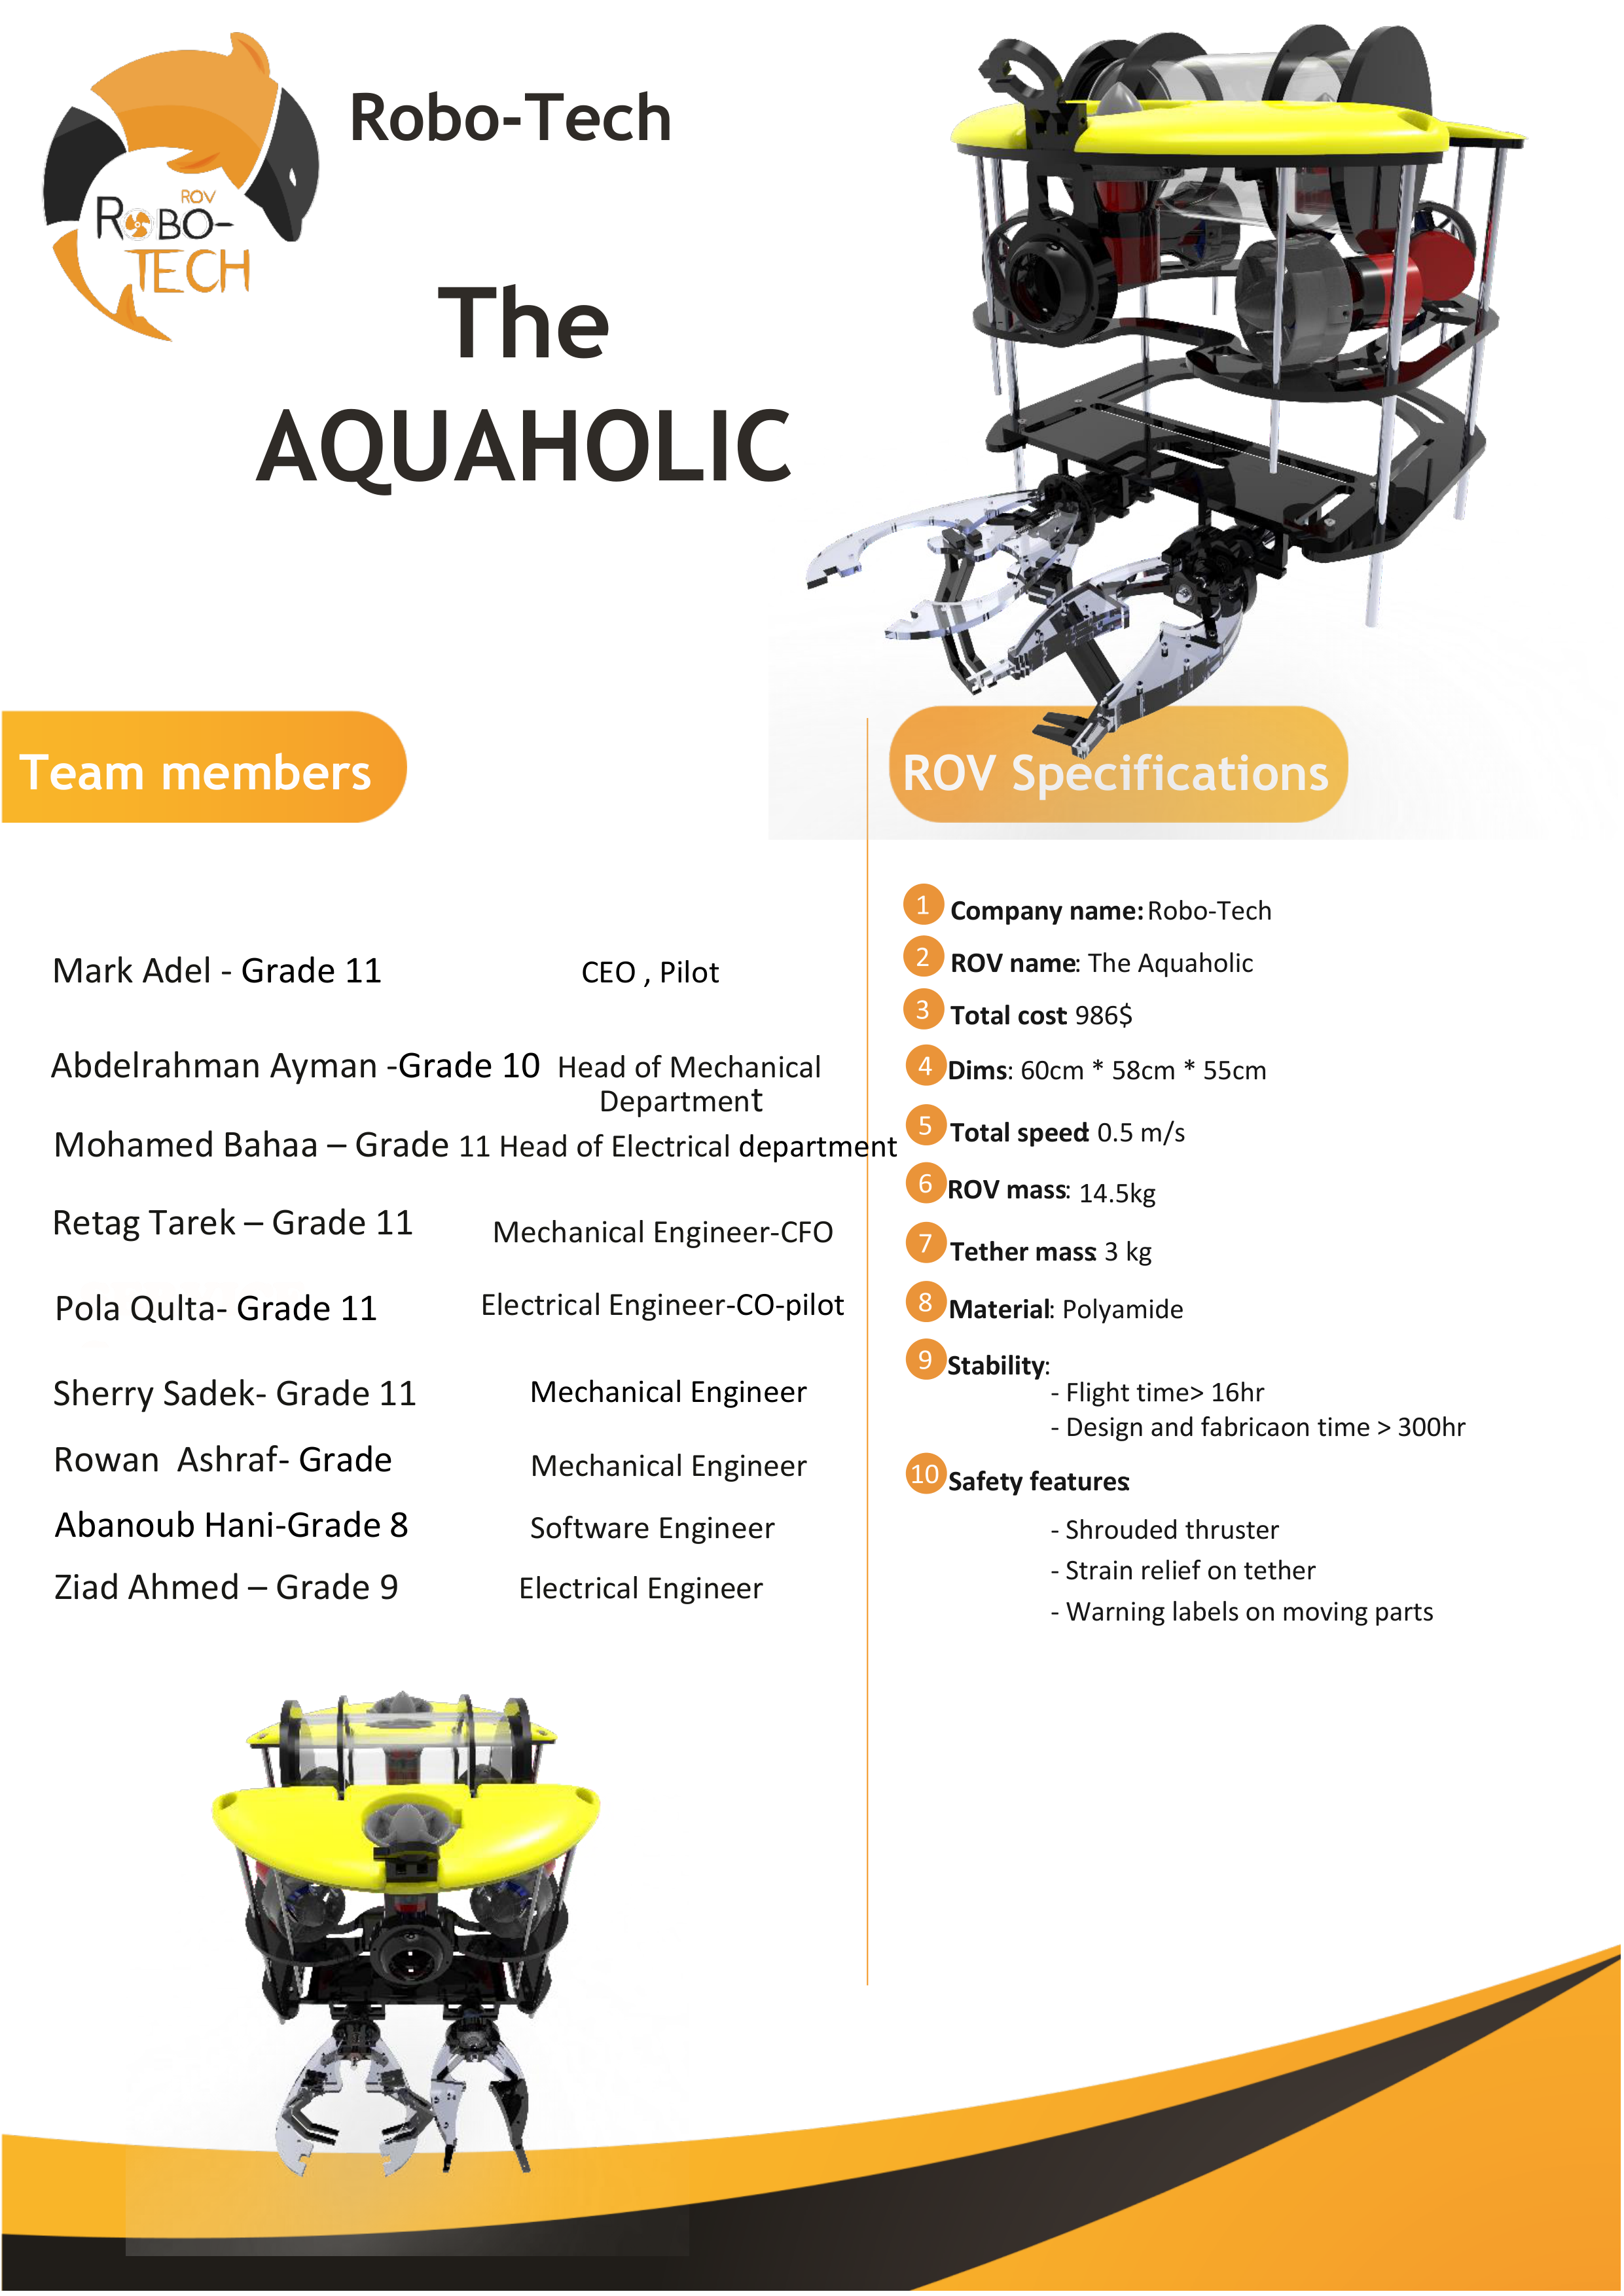 ROV
ROBO-
TECH
Robo-Tech
The
AQUAHOLIC
Team members
Mark Adel - Grade 11 CEO , Pilot
Abdelrahman Ayman -Grade 10 Head of Mechanical
Department
Mohamed Bahaa – Grade 11 Head of Electrical department
Retag Tarek – Grade 11 Mechanical Engineer-CFO
Pola Qulta- Grade 11 Electrical Engineer-CO-pilot
Sherry Sadek- Grade 11 Mechanical Engineer
Rowan Ashraf- Grade Mechanical Engineer
Abanoub Hani-Grade 8 Software Engineer
Ziad Ahmed – Grade 9 Electrical Engineer
ROV Specifications
1 Company name: Robo-Tech
2 ROV name: The Aquaholic
3 Total cost: 986$
4 Dims: 60cm * 58cm * 55cm
5 Total speed: 0.5 m/s
6 ROV mass: 14.5kg
7 Tether mass: 3 kg
8 Material: Polyamide
9 Stability:
- Flight time> 16hr
- Design and fabricaon time > 300hr
10 Safety features:
- Shrouded thruster
- Strain relief on tether
- Warning labels on moving parts